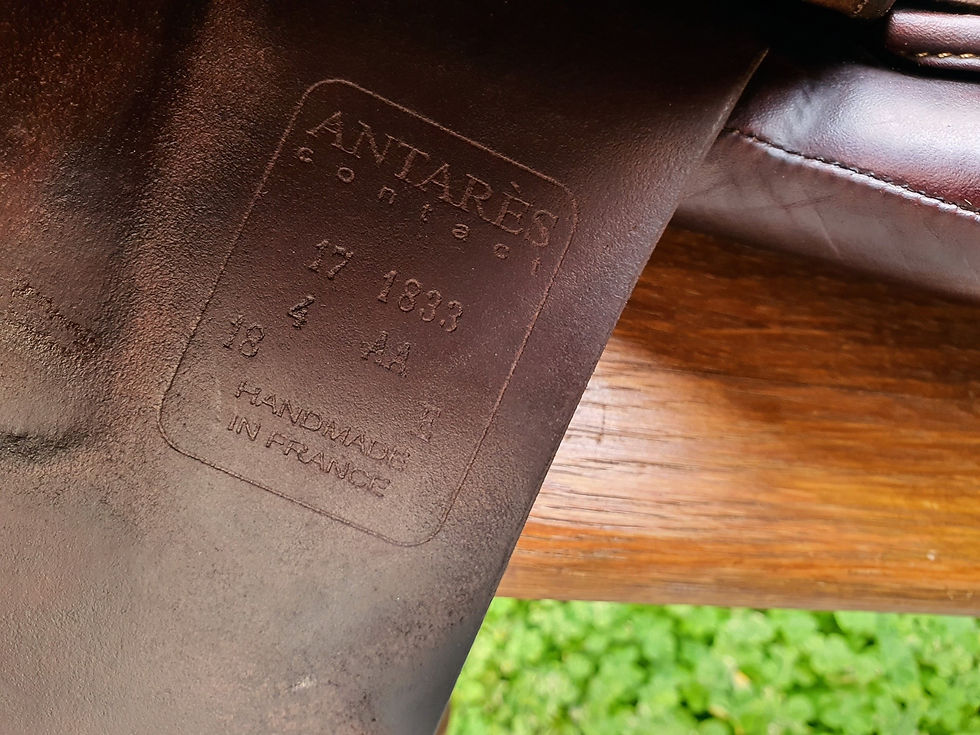 ANTARÈS
contact
17 1833
4 AA
18
HANDMADE
IN FRANCE